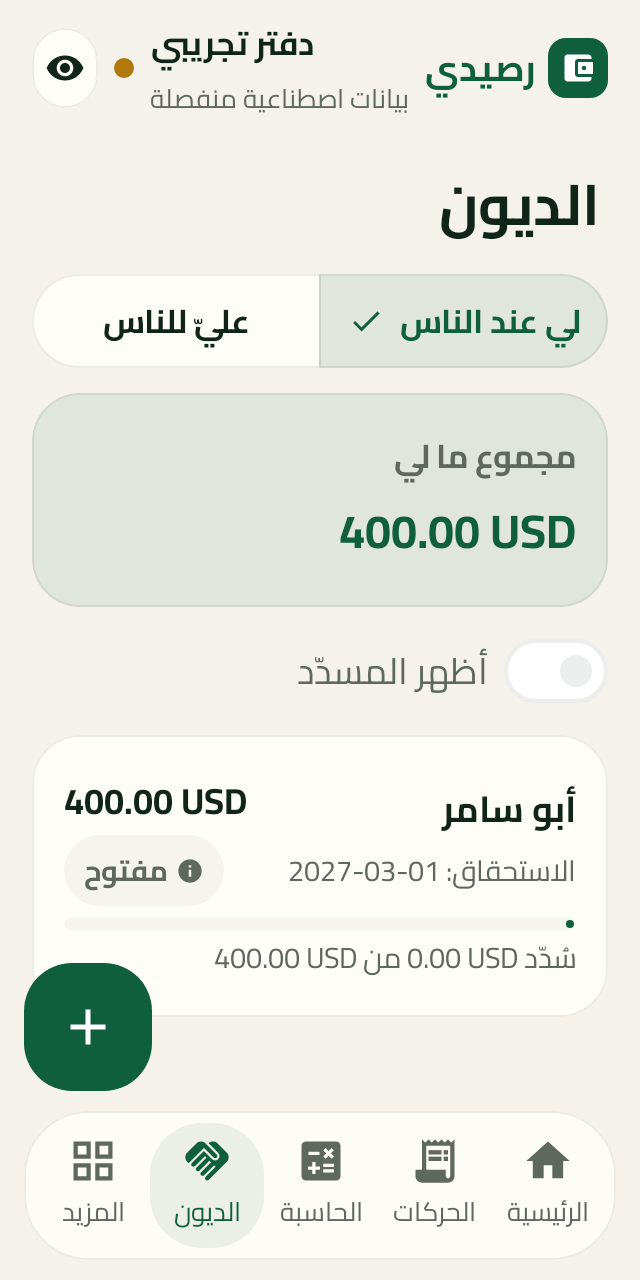 رصيدي
دفتر تجريبي
بيانات اصطناعية منفصلة
الديون
لي عند الناس
عليّ للناس
مجموع ما لي
400.00 USD
أظهر المسدّد
أبو سامر
400.00 USD
الاستحقاق: 2027-03-01
مفتوح
سُدّد 0.00 USD من 400.00 USD
الرئيسية
الحركات
الحاسبة
الديون
المزيد